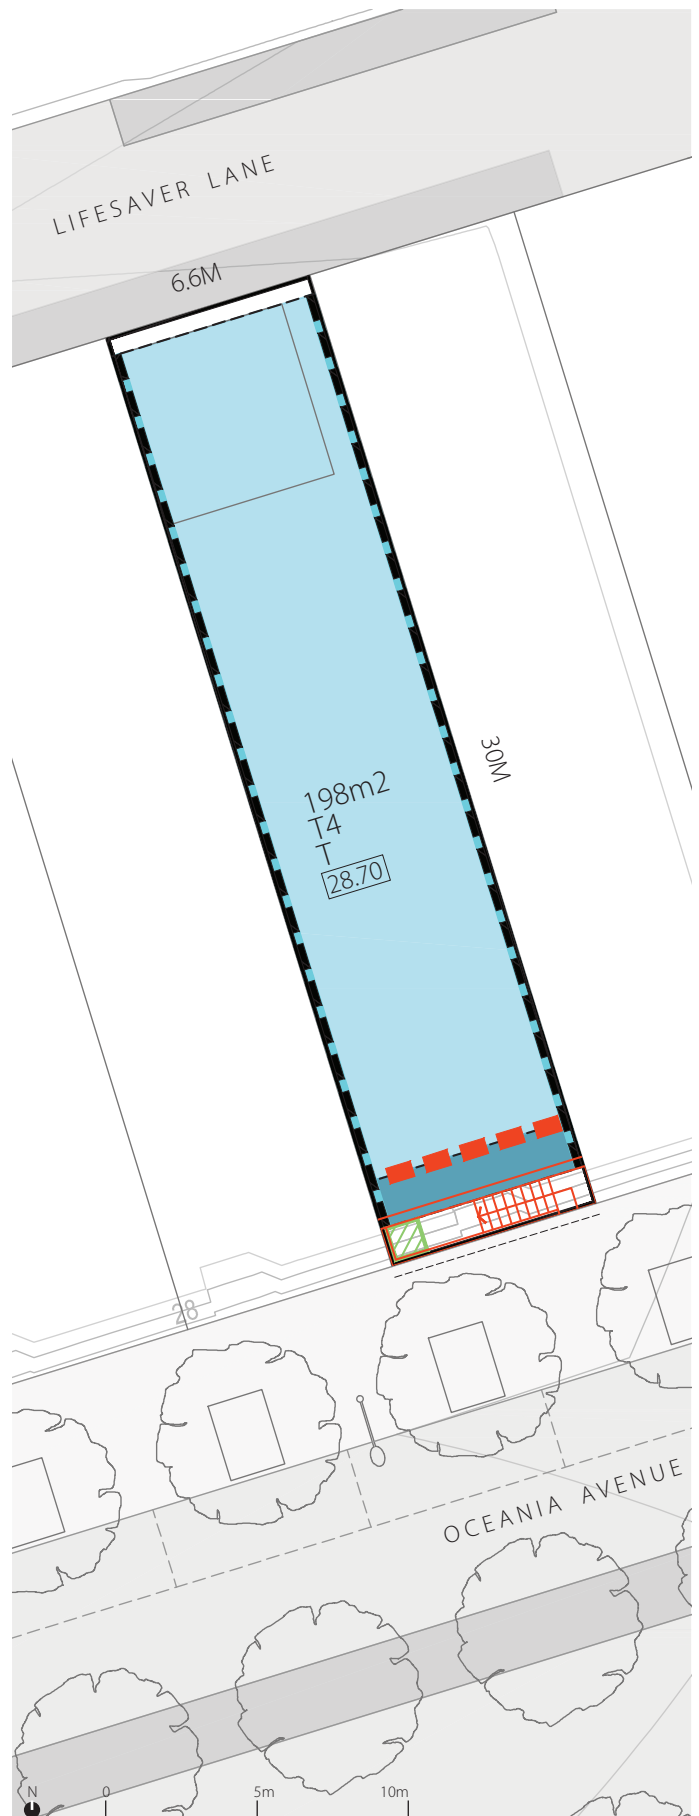 LIFESAVER LANE
6.6M
30M
198m2
T4
T
28.70
28
OCEANIA AVENUE
N 0 5m 10m